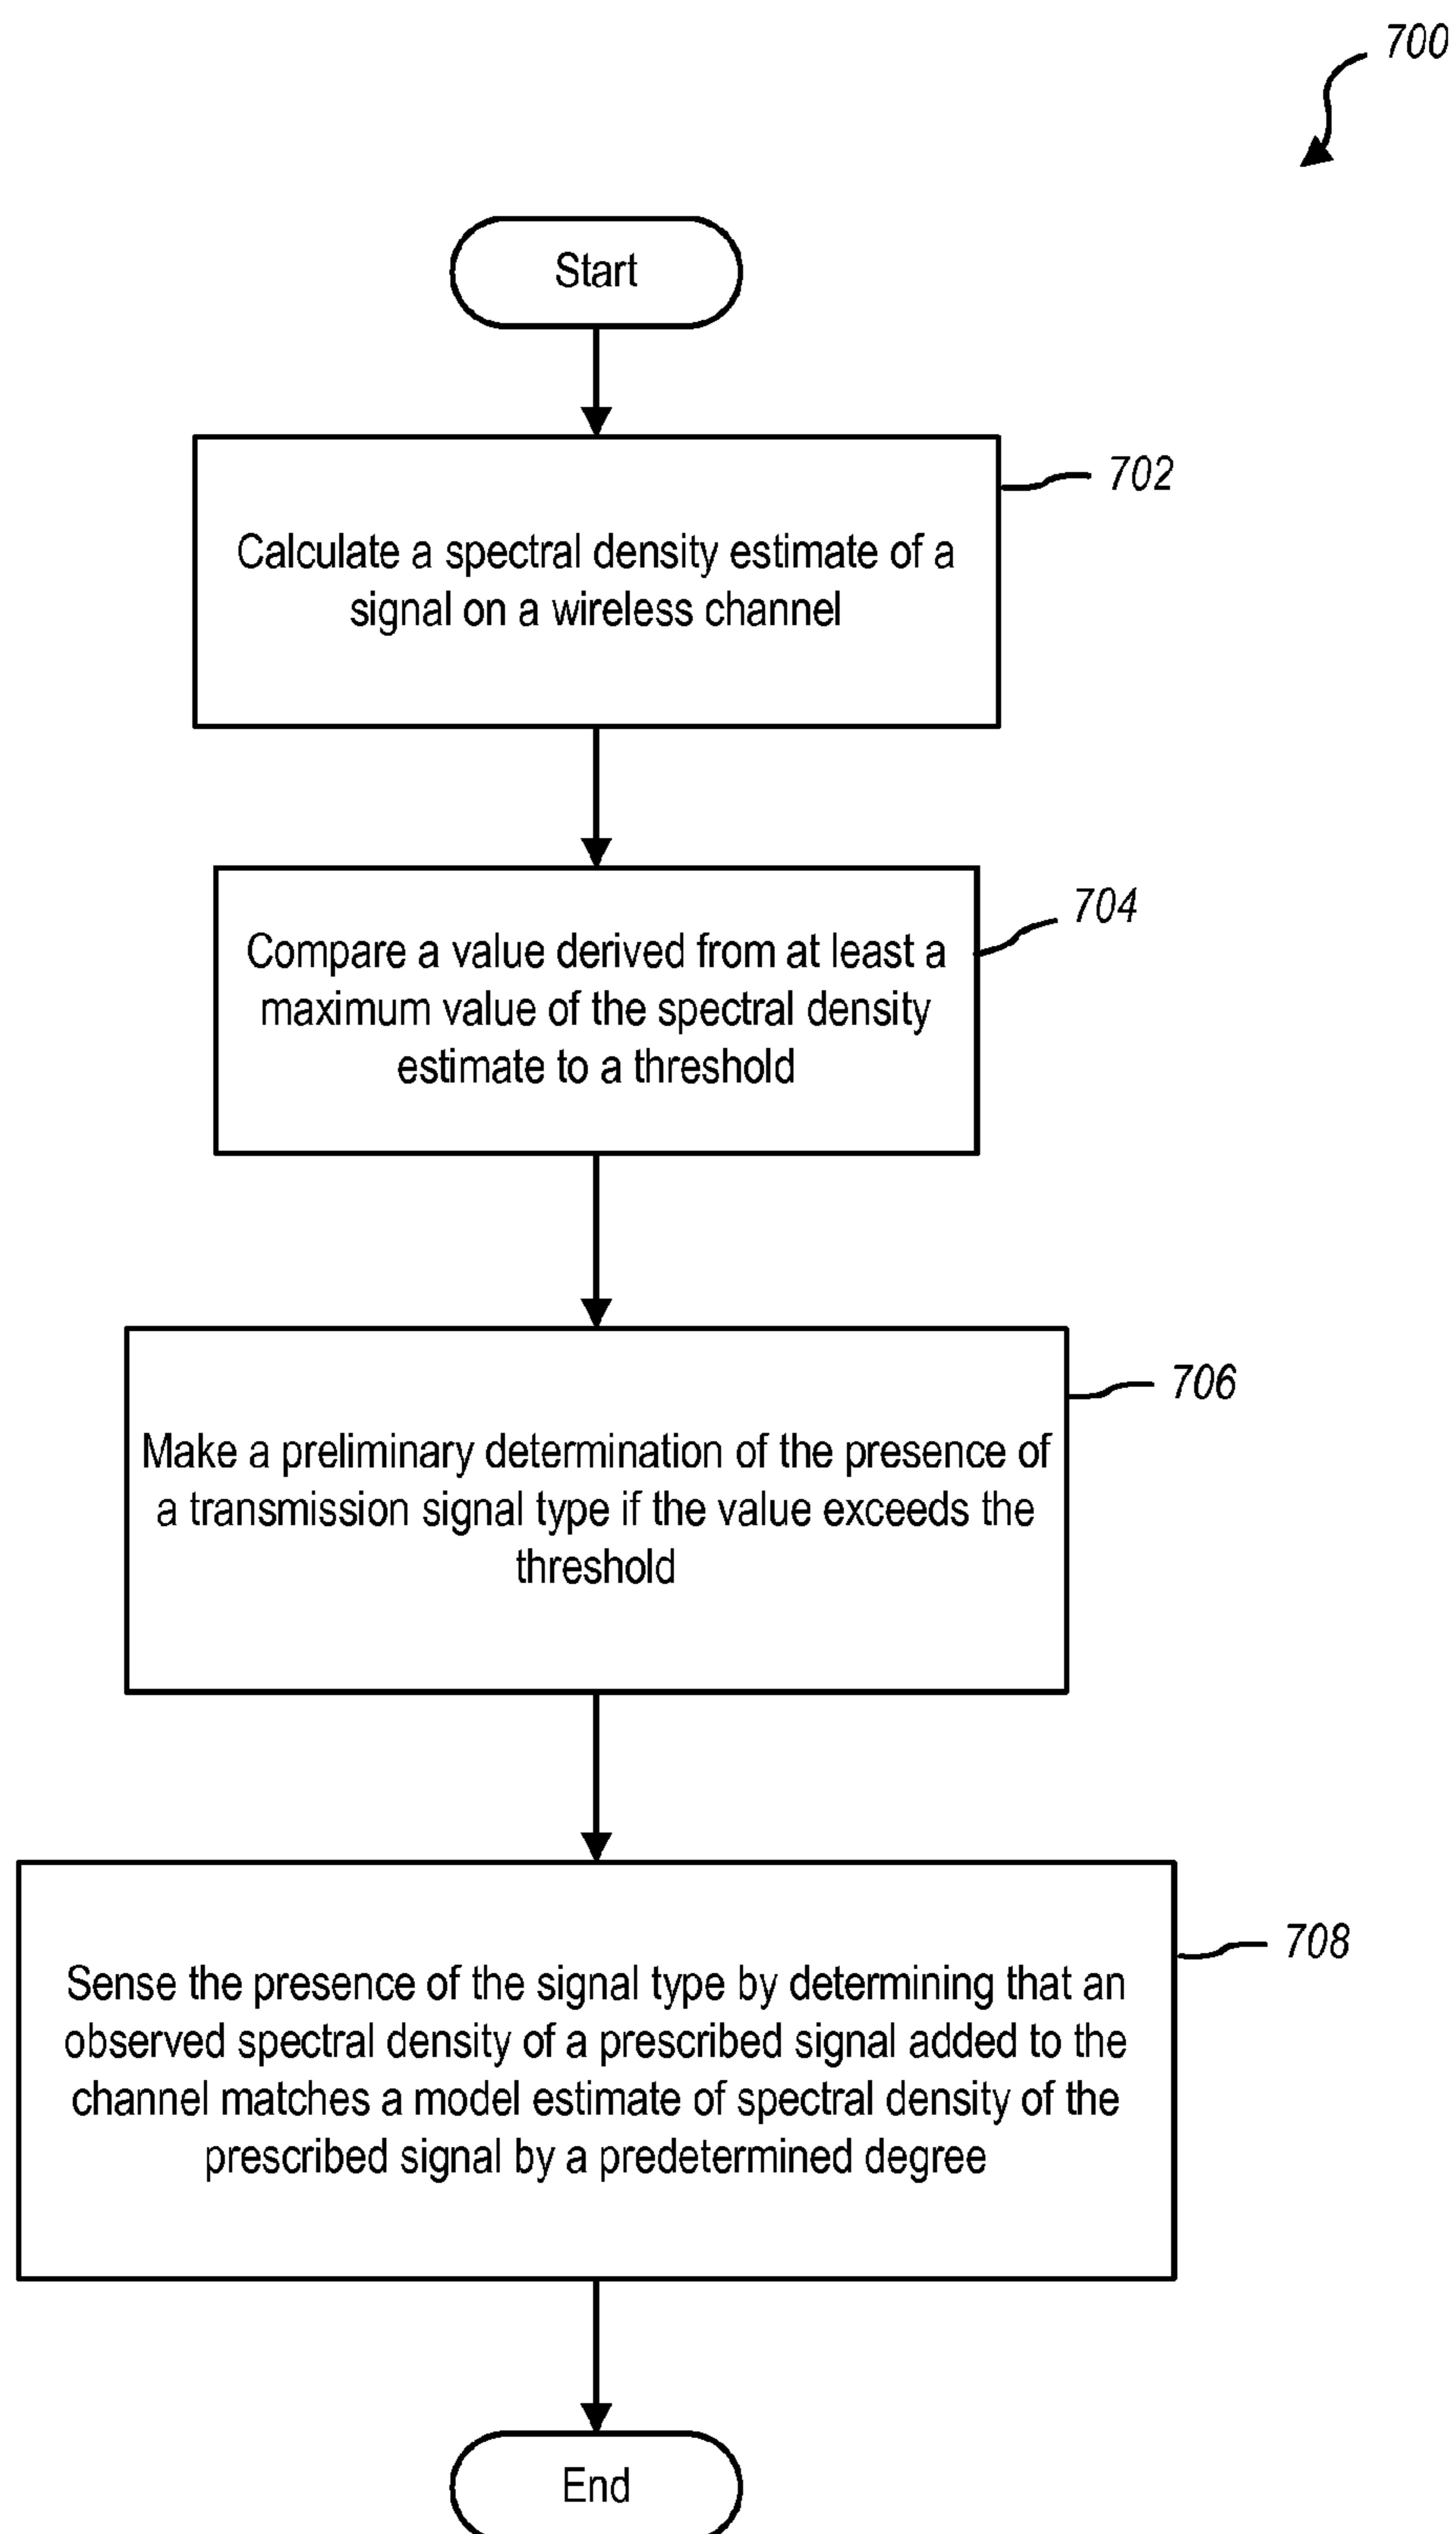 700
Start
702
Calculate a spectral density estimate of a
signal on a wireless channel
704
Compare a value derived from at least a
maximum value of the spectral density
estimate to a threshold
706
Make a preliminary determination of the presence of
a transmission signal type if the value exceeds the
threshold
708
Sense the presence of the signal type by determining that an
observed spectral density of a prescribed signal added to the
channel matches a model estimate of spectral density of the
prescribed signal by a predetermined degree
End